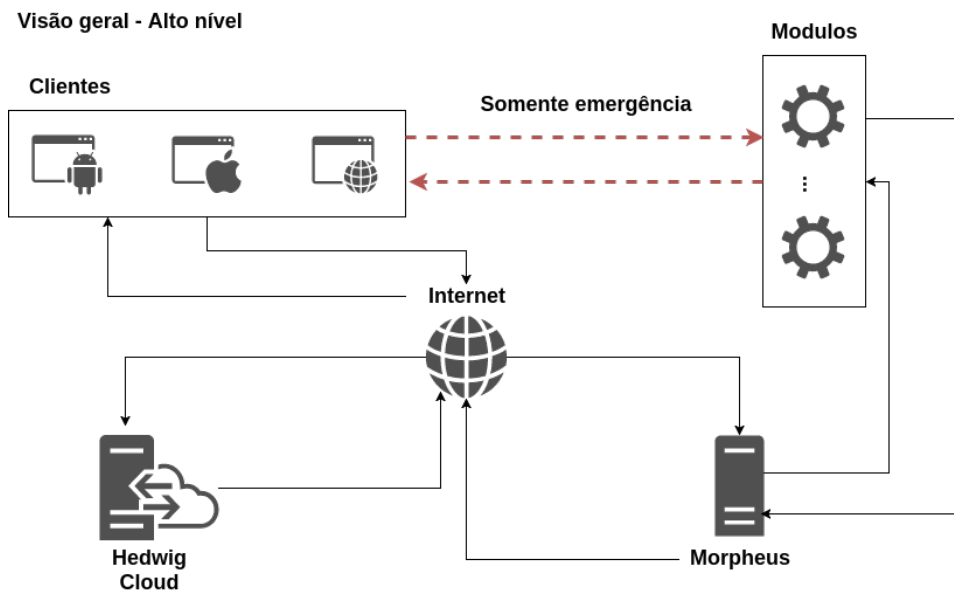 Visão geral - Alto nível
Modulos
Clientes
Somente emergência
...
Internet
Hedwig
Cloud
Morpheus